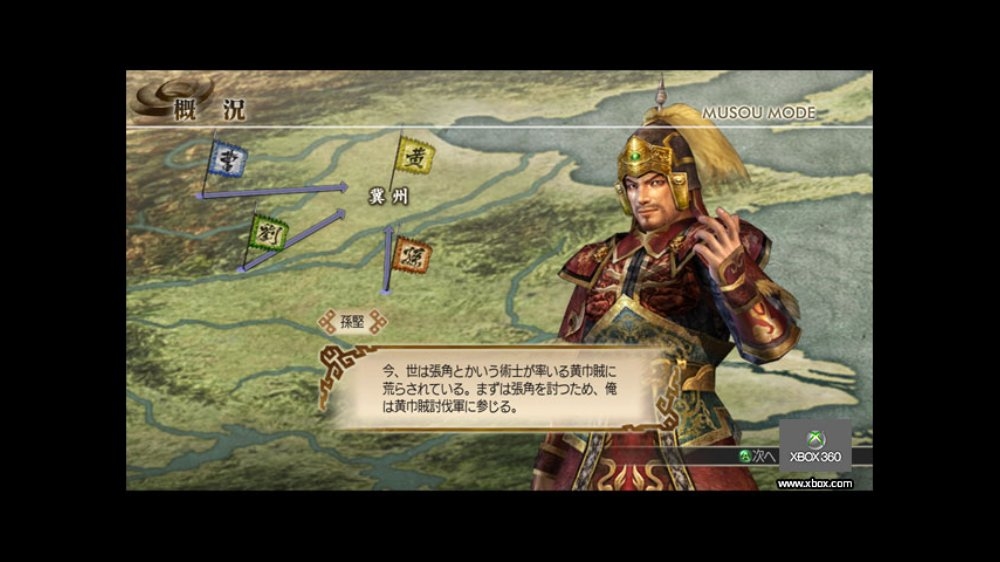 概況
MUSOU MODE
曹
黄
冀州
劉
孫
孫堅
今、世は張角とかいう術士が率いる黄巾賊に
荒らされている。まずは張角を討つため、俺
は黄巾賊討伐軍に参じる。
次へ
XBOX 360
www.xbox.com